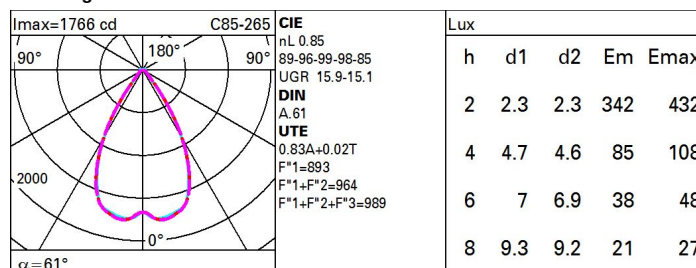 Imax=1766 cd C85-265
90° 180° 90°
2000
0°
α=61°
CIE
nL 0.85
89-96-99-98-85
UGR 15.9-15.1
DIN
A.61
UTE
0.83A+0.02T
F"1=893
F"1+F"2=964
F"1+F"2+F"3=989
Lux
h d1 d2 Em Emax
2 2.3 2.3 342 432
4 4.7 4.6 85 108
6 7 6.9 38 48
8 9.3 9.2 21 27